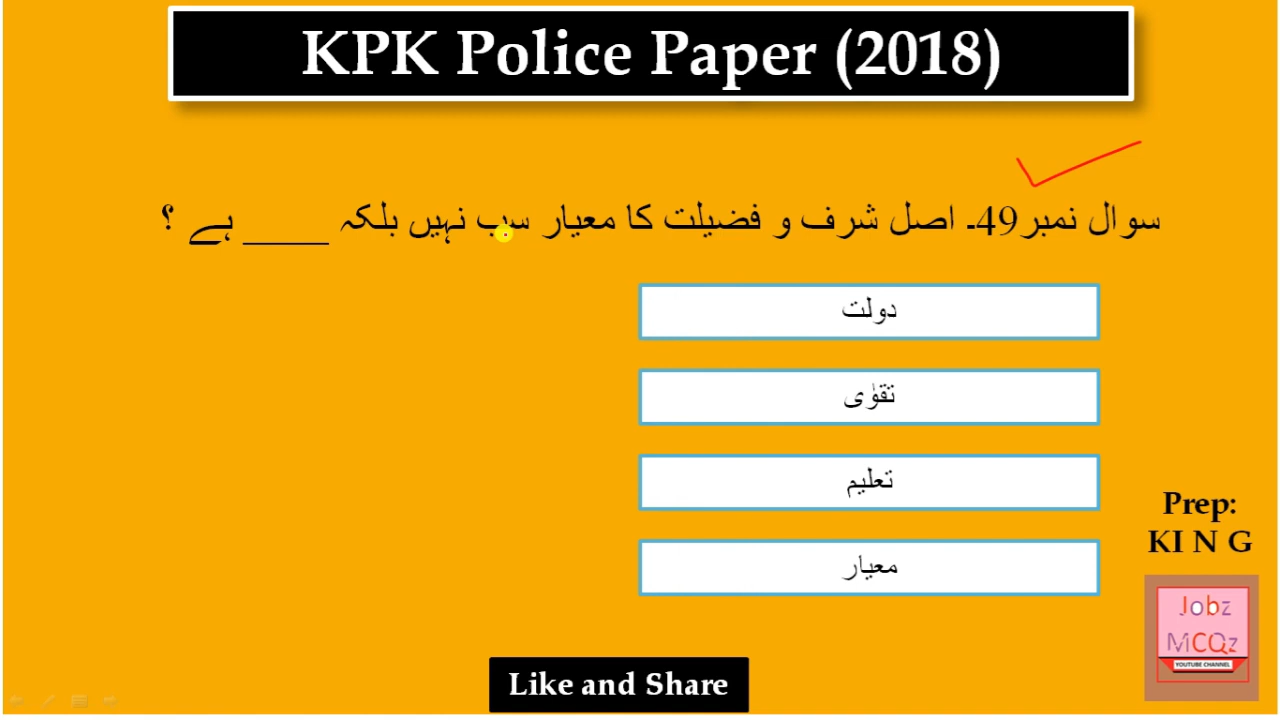 KPK Police Paper (2018)
سوال نمبر49۔ اصل شرف و فضیلت کا معیار سب نہیں بلکہ _____ ہے ؟
دولت
تقوٰی
تعلیم
معیار
Prep:
KI N G
Jobz
MCQz
YOUTUBE CHANNEL
Like and Share